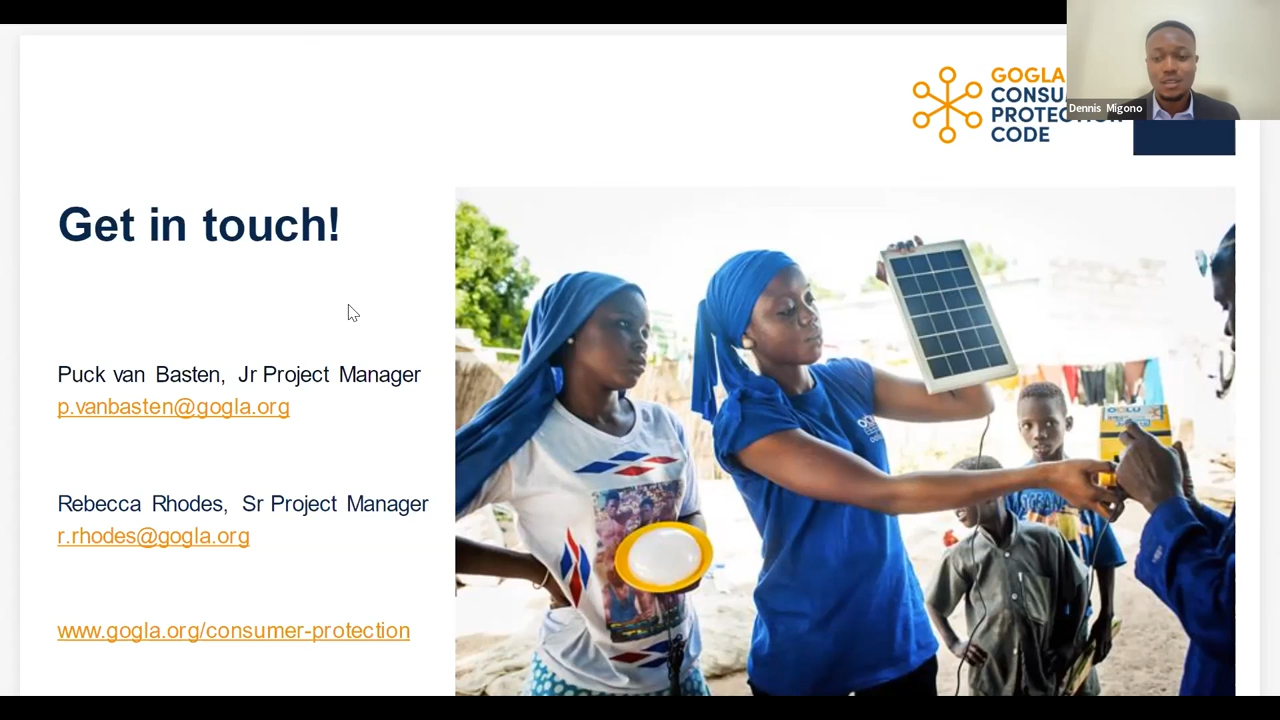 GOGLA
CONSU
PROTECTION
CODE
Dennis Migono
Get in touch!
Puck van Basten, Jr Project Manager
p.vanbasten@gogla.org
Rebecca Rhodes, Sr Project Manager
r.rhodes@gogla.org
www.gogla.org/consumer-protection